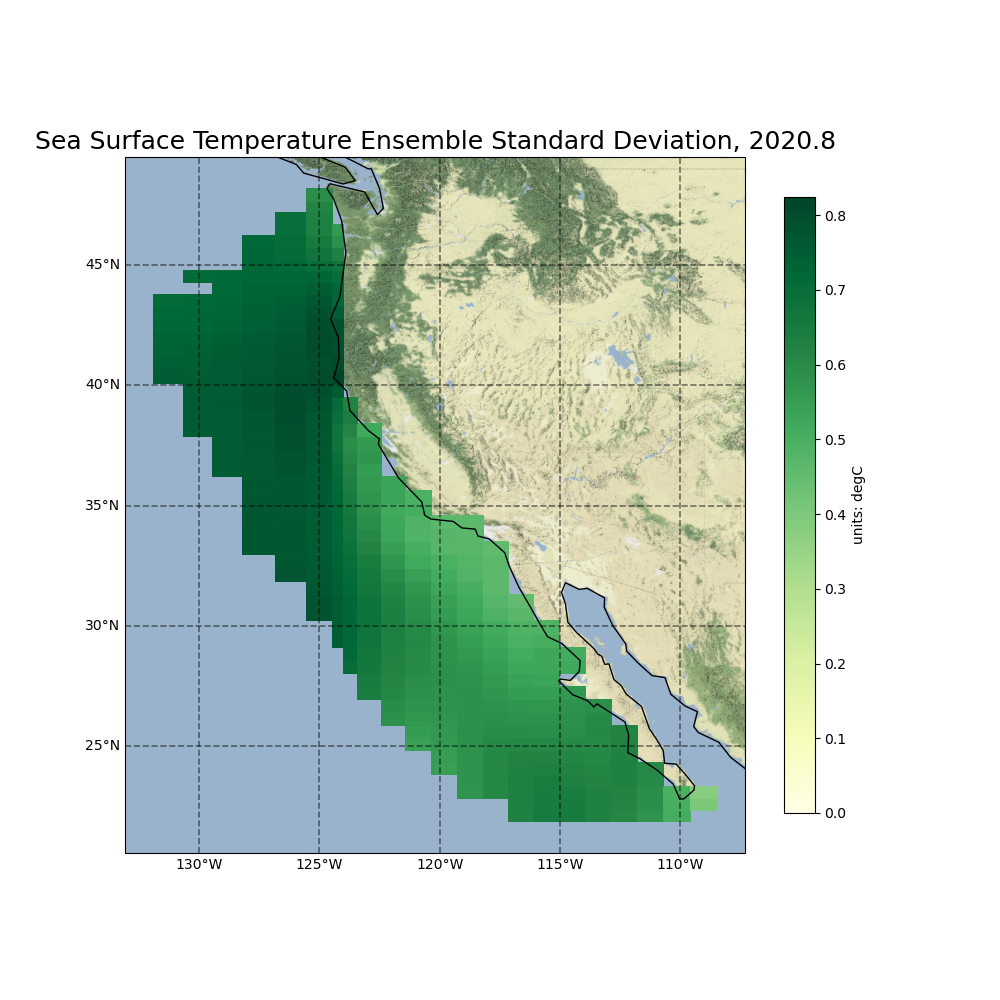 Sea Surface Temperature Ensemble Standard Deviation, 2020.8
45°N
40°N
35°N
30°N
25°N
130°W 125°W 120°W 115°W 110°W
0.8
0.7
0.6
0.5
0.4
0.3
0.2
0.1
0.0
units: degC